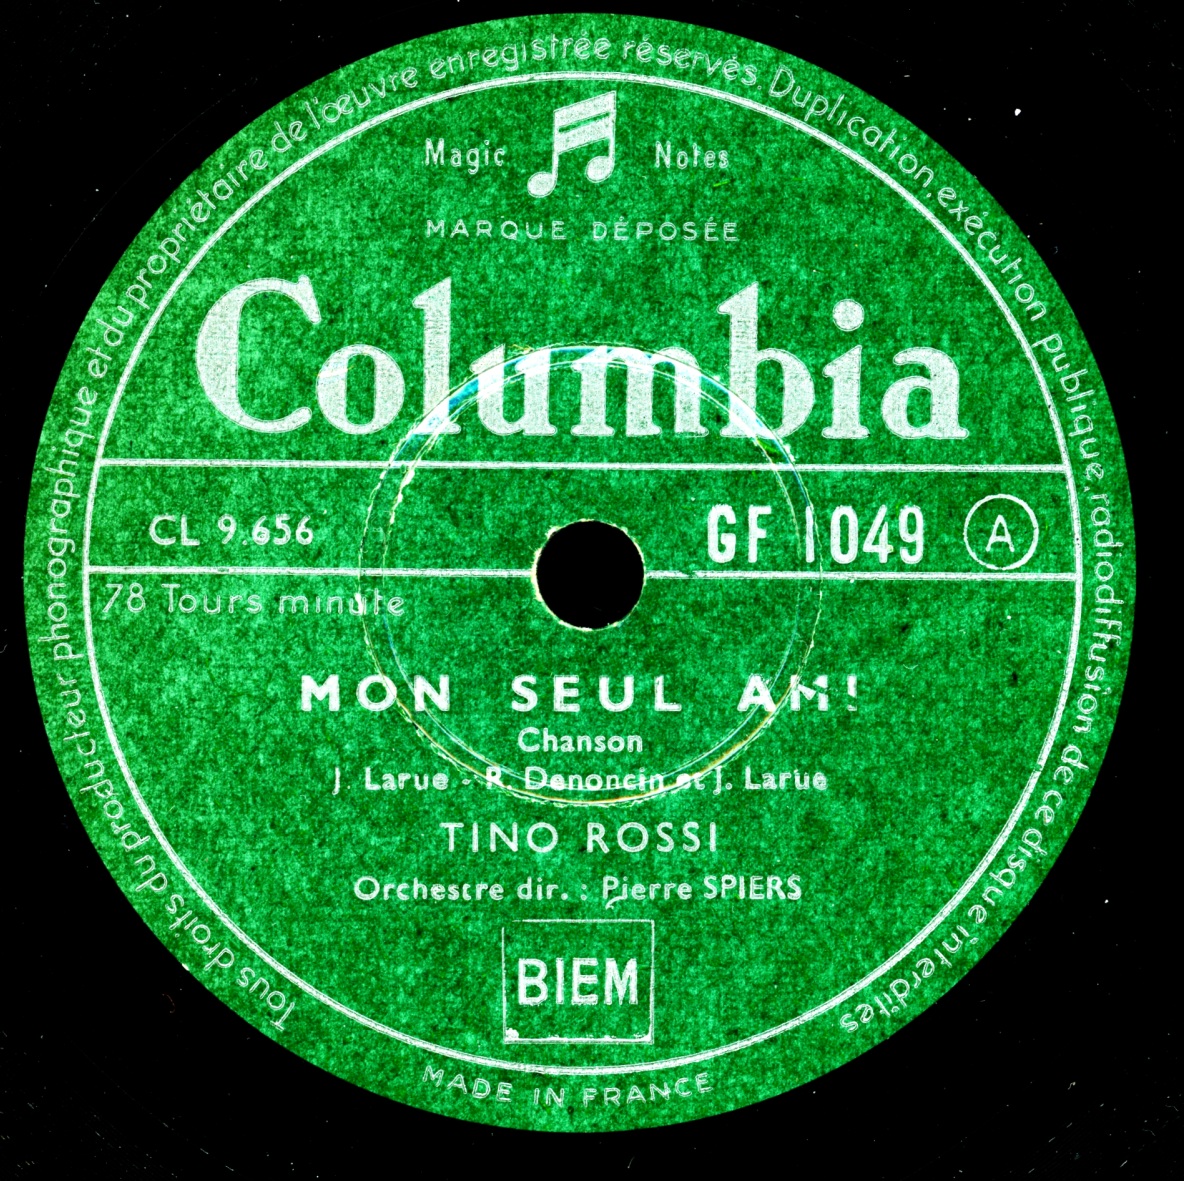 Tous droits du producteur phonographique et du propriétaire de l'œuvre enregistrée réservés. Duplication, exécution publique, radiodiffusion de ce disque interdites
Magic Notes
MARQUE DÉPOSÉE
Columbia
CL 9.656 GF 1049 A
78 Tours minute
MON SEUL AM!
Chanson
J. Larue - R. Denoncin et J. Larue
TINO ROSSI
Orchestre dir. : Pierre SPIERS
BIEM
MADE IN FRANCE